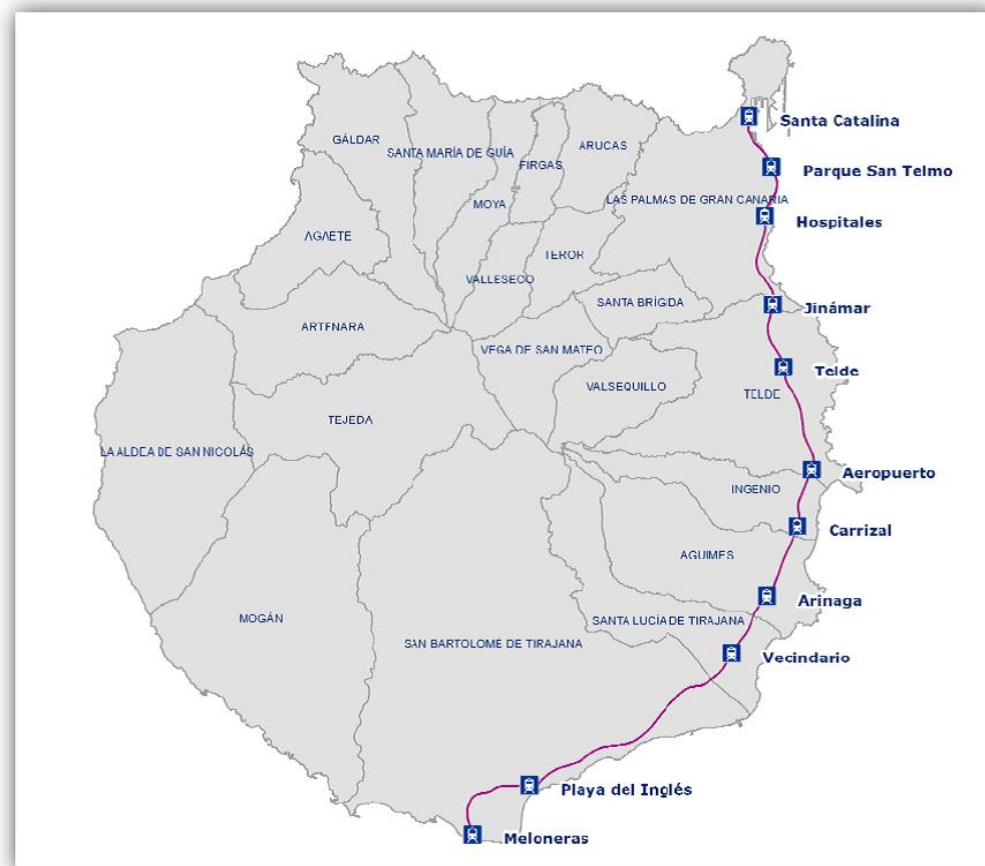 Santa Catalina
GÁLDAR
SANTA MARÍA DE GUÍA
FIRGAS
ARUCAS
Parque San Telmo
MOYA
LAS PALMAS DE GRAN CANARIA
Hospitales
AGAETE
TEROR
VALLESECO
SANTA BRÍGIDA
Jinámar
ARTENARA
VEGA DE SAN MATEO
Telde
VALSEQUILLO
TELDE
TEJEDA
LA ALDEA DE SAN NICOLÁS
Aeropuerto
INGENIO
Carrizal
AGUIMES
Arinaga
MOGÁN
SANTA LUCÍA DE TIRAJANA
SAN BARTOLOMÉ DE TIRAJANA
Vecindario
Playa del Inglés
Meloneras